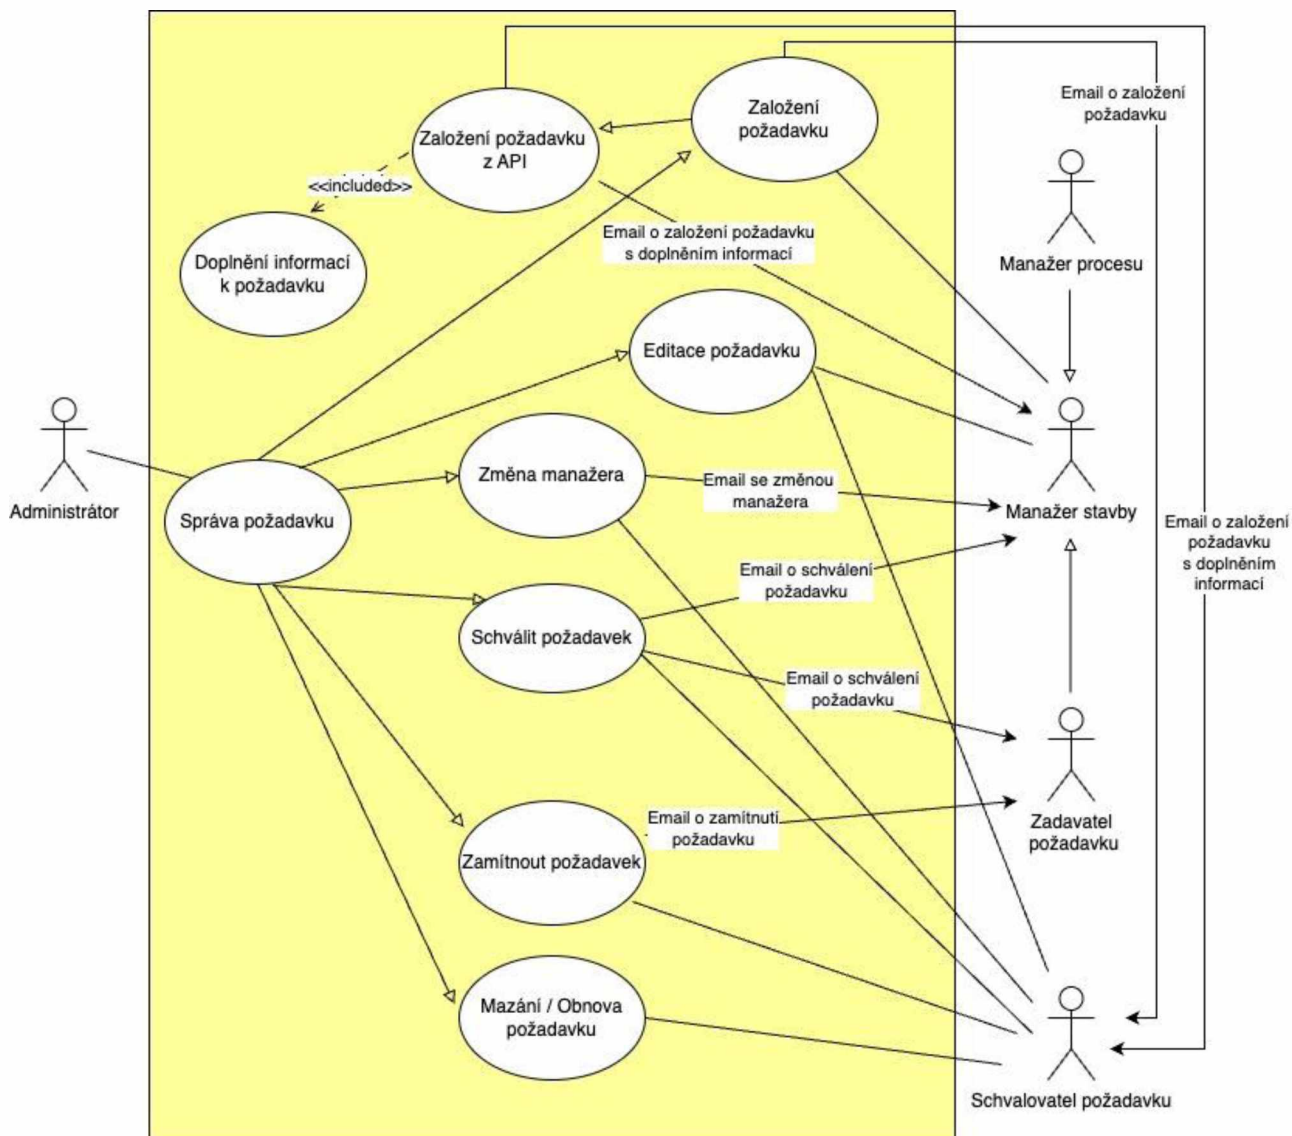 Založení
požadavku
Email o založení
požadavku
Založení požadavku
z API
<<included>>
Email o založení požadavku
s doplněním informací
Doplnění informací
k požadavku
Manažer procesu
Editace požadavku
Změna manažera
Email se změnou
manažera
Administrátor
Správa požadavku
Manažer stavby
Email o založení
požadavku
s doplněním
informací
Email o schválení
požadavku
Schválit požadavek
Email o schválení
požadavku
Email o zamítnutí
požadavku
Zadavatel
požadavku
Zamítnout požadavek
Mazání / Obnova
požadavku
Schvalovatel požadavku